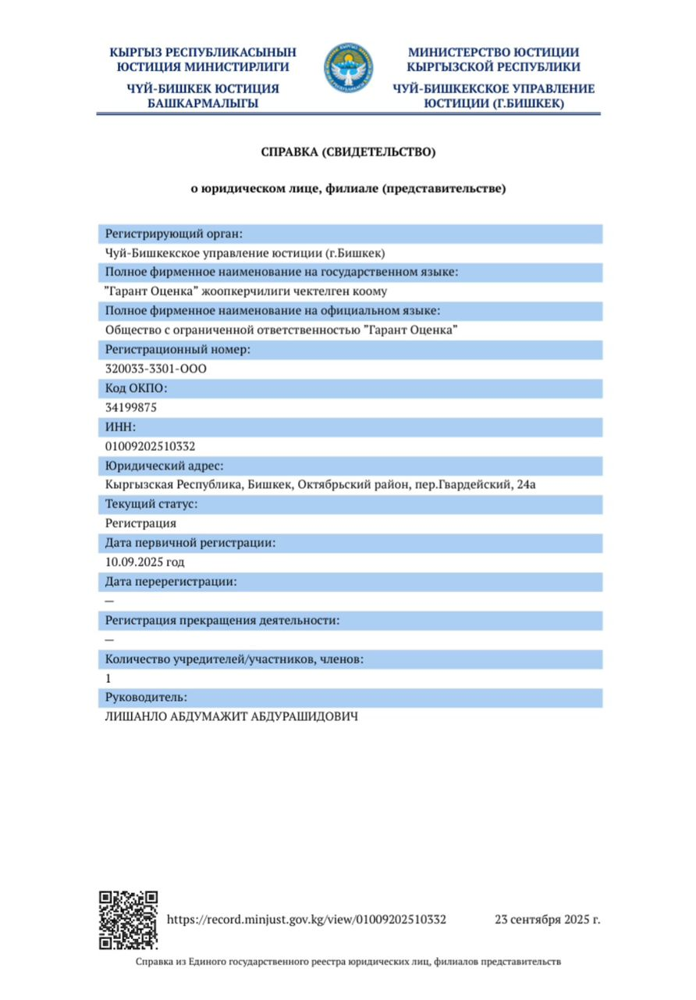 КЫРГЫЗ РЕСПУБЛИКАСЫНЫН
ЮСТИЦИЯ МИНИСТИРЛИГИ
ЧҮЙ-БИШКЕК ЮСТИЦИЯ
БАШКАРМАЛЫГЫ
МИНИСТЕРСТВО ЮСТИЦИИ
КЫРГЫЗСКОЙ РЕСПУБЛИКИ
ЧУЙ-БИШКЕКСКОЕ УПРАВЛЕНИЕ
ЮСТИЦИИ (Г.БИШКЕК)
СПРАВКА (СВИДЕТЕЛЬСТВО)
о юридическом лице, филиале (представительстве)
Регистрирующий орган:
Чуй-Бишкекское управление юстиции (г.Бишкек)
Полное фирменное наименование на государственном языке:
”Гарант Оценка” жоопкерчилиги чектелген коому
Полное фирменное наименование на официальном языке:
Общество с ограниченной ответственностью ”Гарант Оценка”
Регистрационный номер:
320033-3301-ООО
Код ОКПО:
34199875
ИНН:
01009202510332
Юридический адрес:
Кыргызская Республика, Бишкек, Октябрьский район, пер.Гвардейский, 24а
Текущий статус:
Регистрация
Дата первичной регистрации:
10.09.2025 год
Дата перерегистрации:
—
Регистрация прекращения деятельности:
—
Количество учредителей/участников, членов:
1
Руководитель:
ЛИШАНЛО АБДУМАЖИТ АБДУРАШИДОВИЧ
https://record.minjust.gov.kg/view/01009202510332
23 сентября 2025 г.
Справка из Единого государственного реестра юридических лиц, филиалов представительств